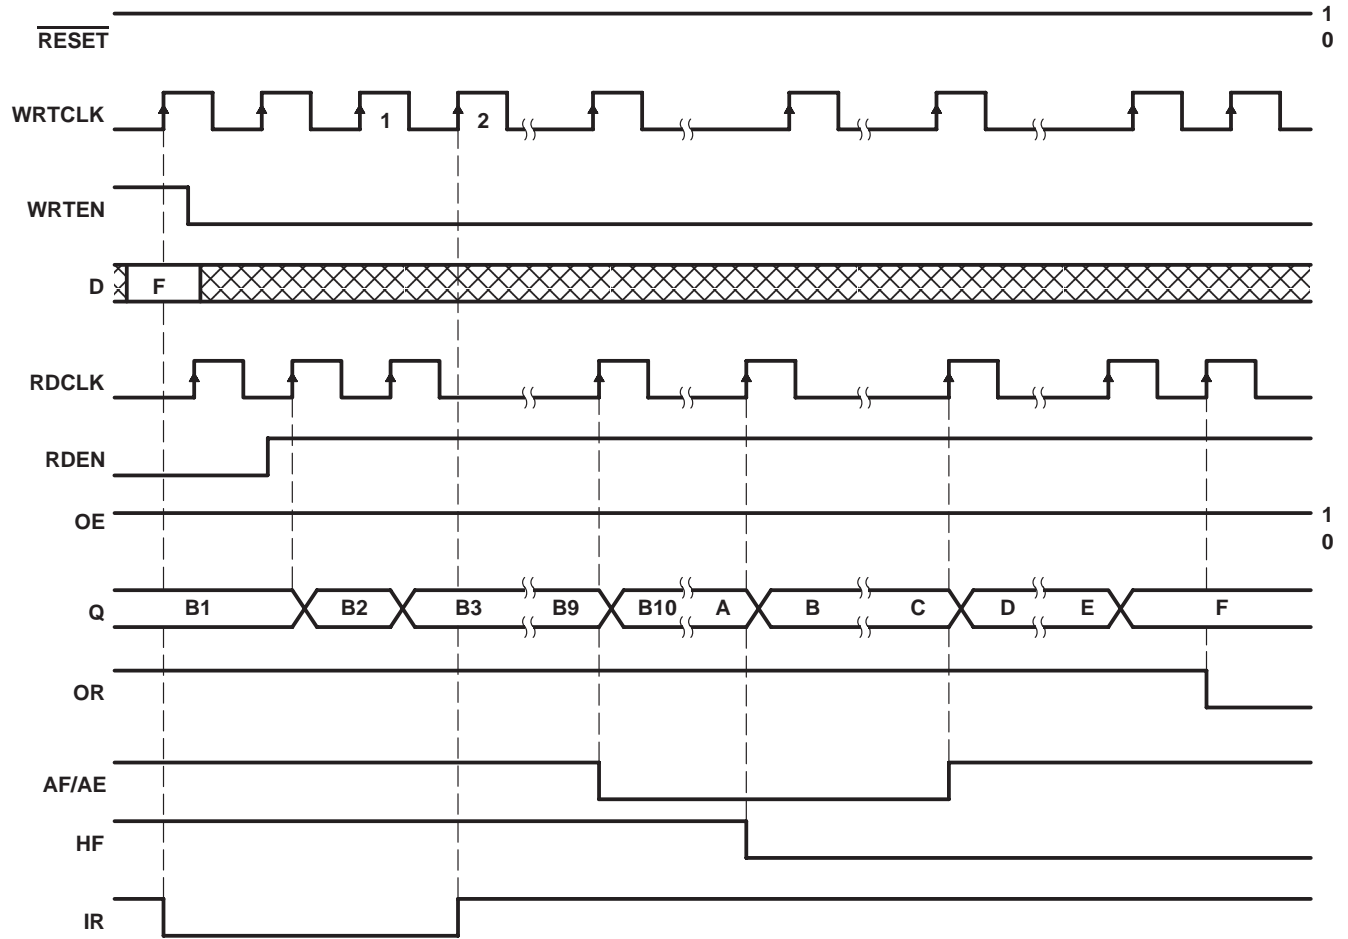 1
RESET
0
WRTCLK
1 2
WRTEN
D F
RDCLK
RDEN
OE 1
0
Q B1 B2 B3 B9 B10 A B C D E F
OR
AF/AE
HF
IR